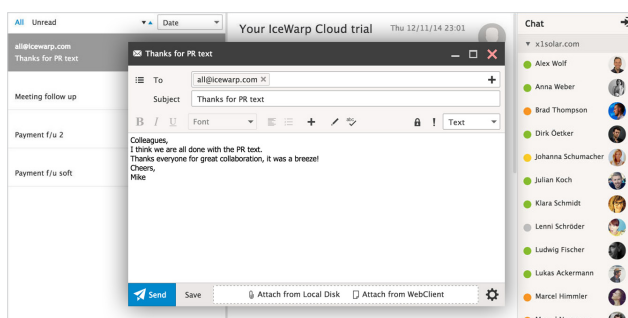 All Unread
Date
all@icewarp.com
Thanks for PR text
Meeting follow up
Payment f/u 2
Payment f/u soft
Your IceWarp Cloud trial Thu 12/11/14 23:01
Thanks for PR text
To all@icewarp.com ×
Subject Thanks for PR text
B I U Font abc ! Text
Colleagues,
I think we are all done with the PR text.
Thanks everyone for great collaboration, it was a breeze!
Cheers,
Mike
Send Save Attach from Local Disk Attach from WebClient
Chat
x1solar.com
Alex Wolf
Anna Weber
Brad Thompson
Dirk Öetker
Johanna Schumacher
Julian Koch
Klara Schmidt
Lenni Schröder
Ludwig Fischer
Lukas Ackermann
Marcel Himmler